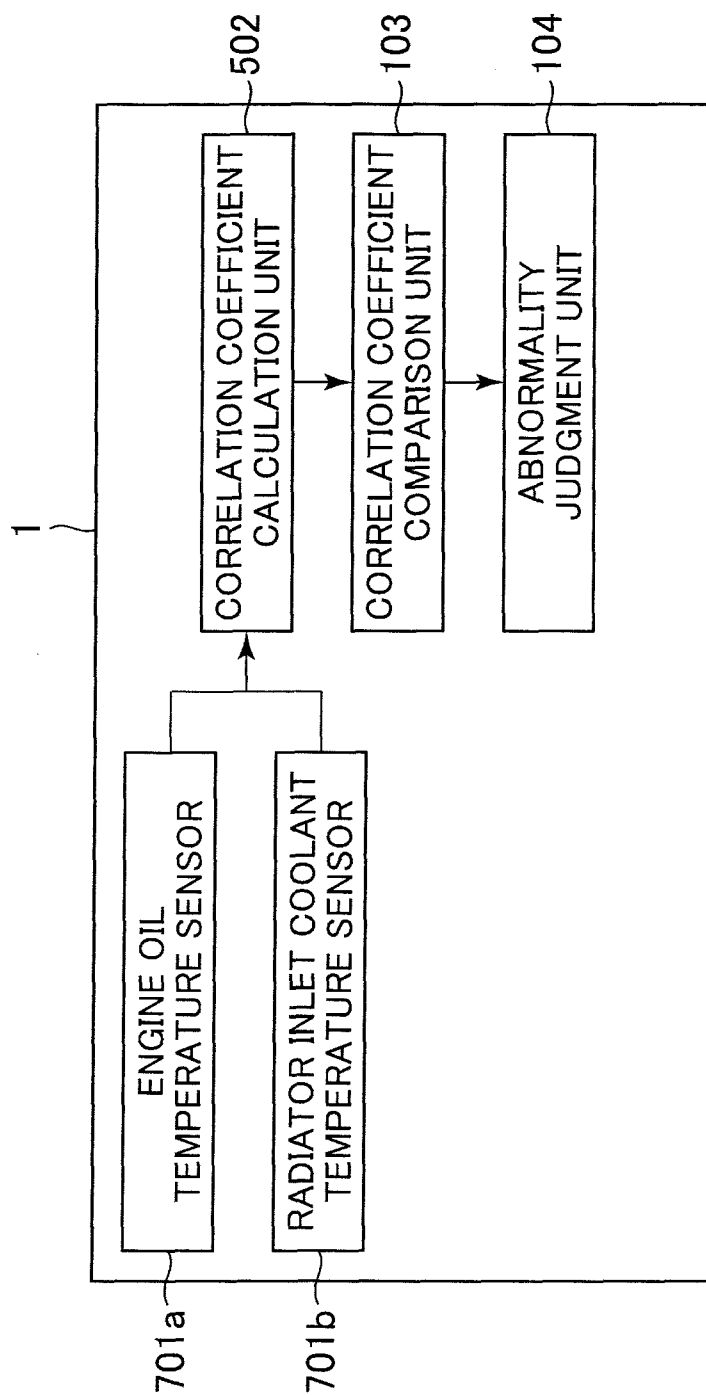 1
701a
ENGINE OIL
TEMPERATURE SENSOR
701b
RADIATOR INLET COOLANT
TEMPERATURE SENSOR
502
CORRELATION COEFFICIENT
CALCULATION UNIT
103
CORRELATION COEFFICIENT
COMPARISON UNIT
104
ABNORMALITY
JUDGMENT UNIT